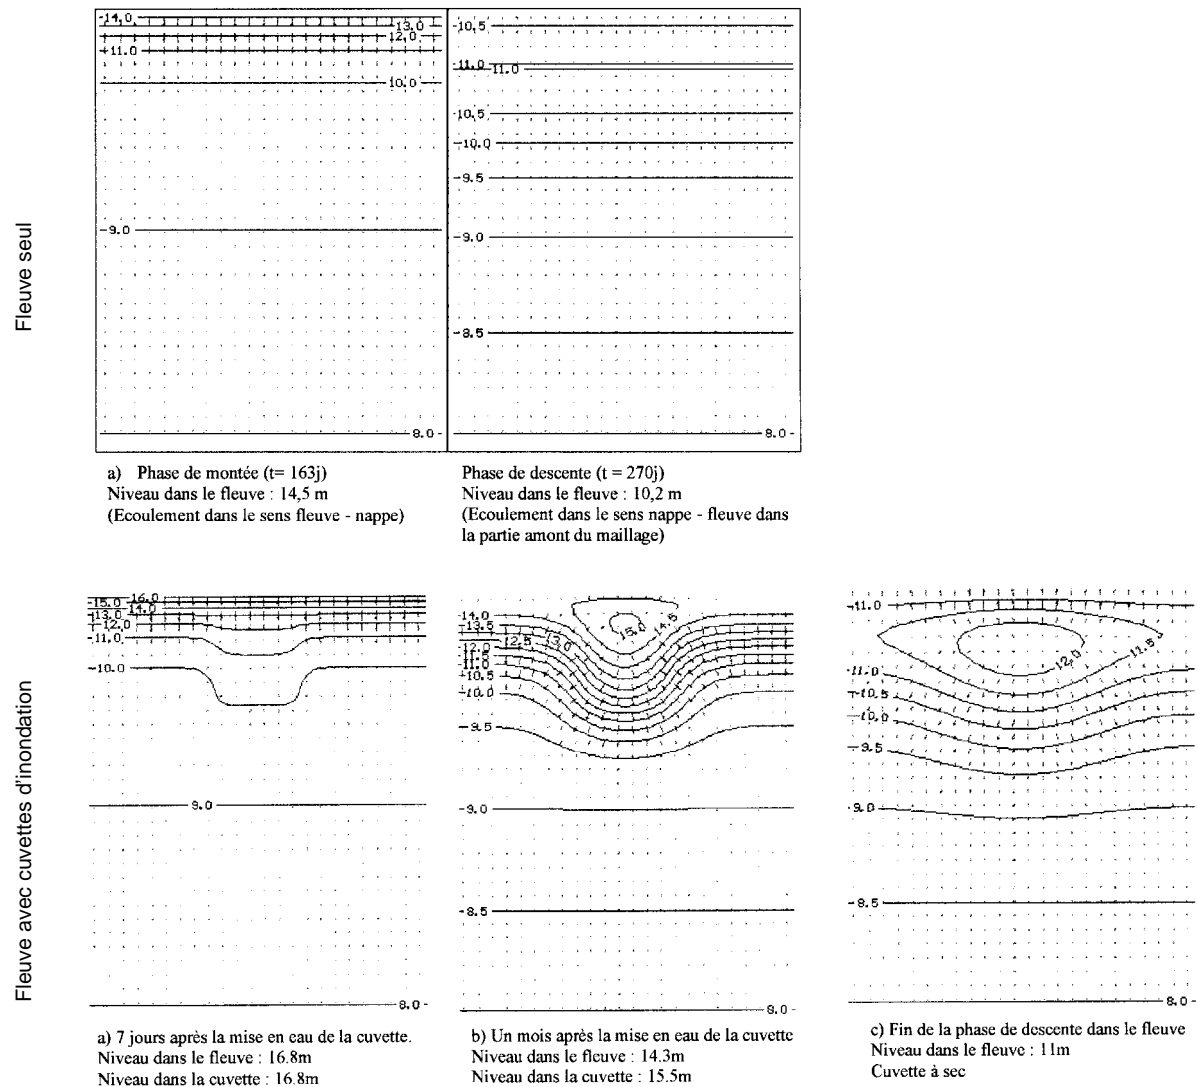 Fleuve seul
14.0
13.0
12.0
11.0
10.0
9.0
8.0
10.5
11.0
11.0
10.5
10.0
9.5
9.0
8.5
8.0
a) Phase de montée (t= 163j)
Niveau dans le fleuve : 14,5 m
(Ecoulement dans le sens fleuve - nappe)
Phase de descente (t = 270j)
Niveau dans le fleuve : 10,2 m
(Ecoulement dans le sens nappe - fleuve dans
la partie amont du maillage)
Fleuve avec cuvettes d'inondation
16.0
15.0
14.0
13.0
12.0
11.0
10.0
9.0
8.0
14.0
13.5
12.5
13.0
15.0
14.5
12.0
11.5
11.0
10.5
10.0
9.5
9.0
8.5
8.0
11.0
12.0
11.5
11.0
10.5
10.0
9.5
9.0
8.5
8.0
a) 7 jours après la mise en eau de la cuvette.
Niveau dans le fleuve : 16.8m
Niveau dans la cuvette : 16.8m
b) Un mois après la mise en eau de la cuvette
Niveau dans le fleuve : 14.3m
Niveau dans la cuvette : 15.5m
c) Fin de la phase de descente dans le fleuve
Niveau dans le fleuve : 11m
Cuvette à sec